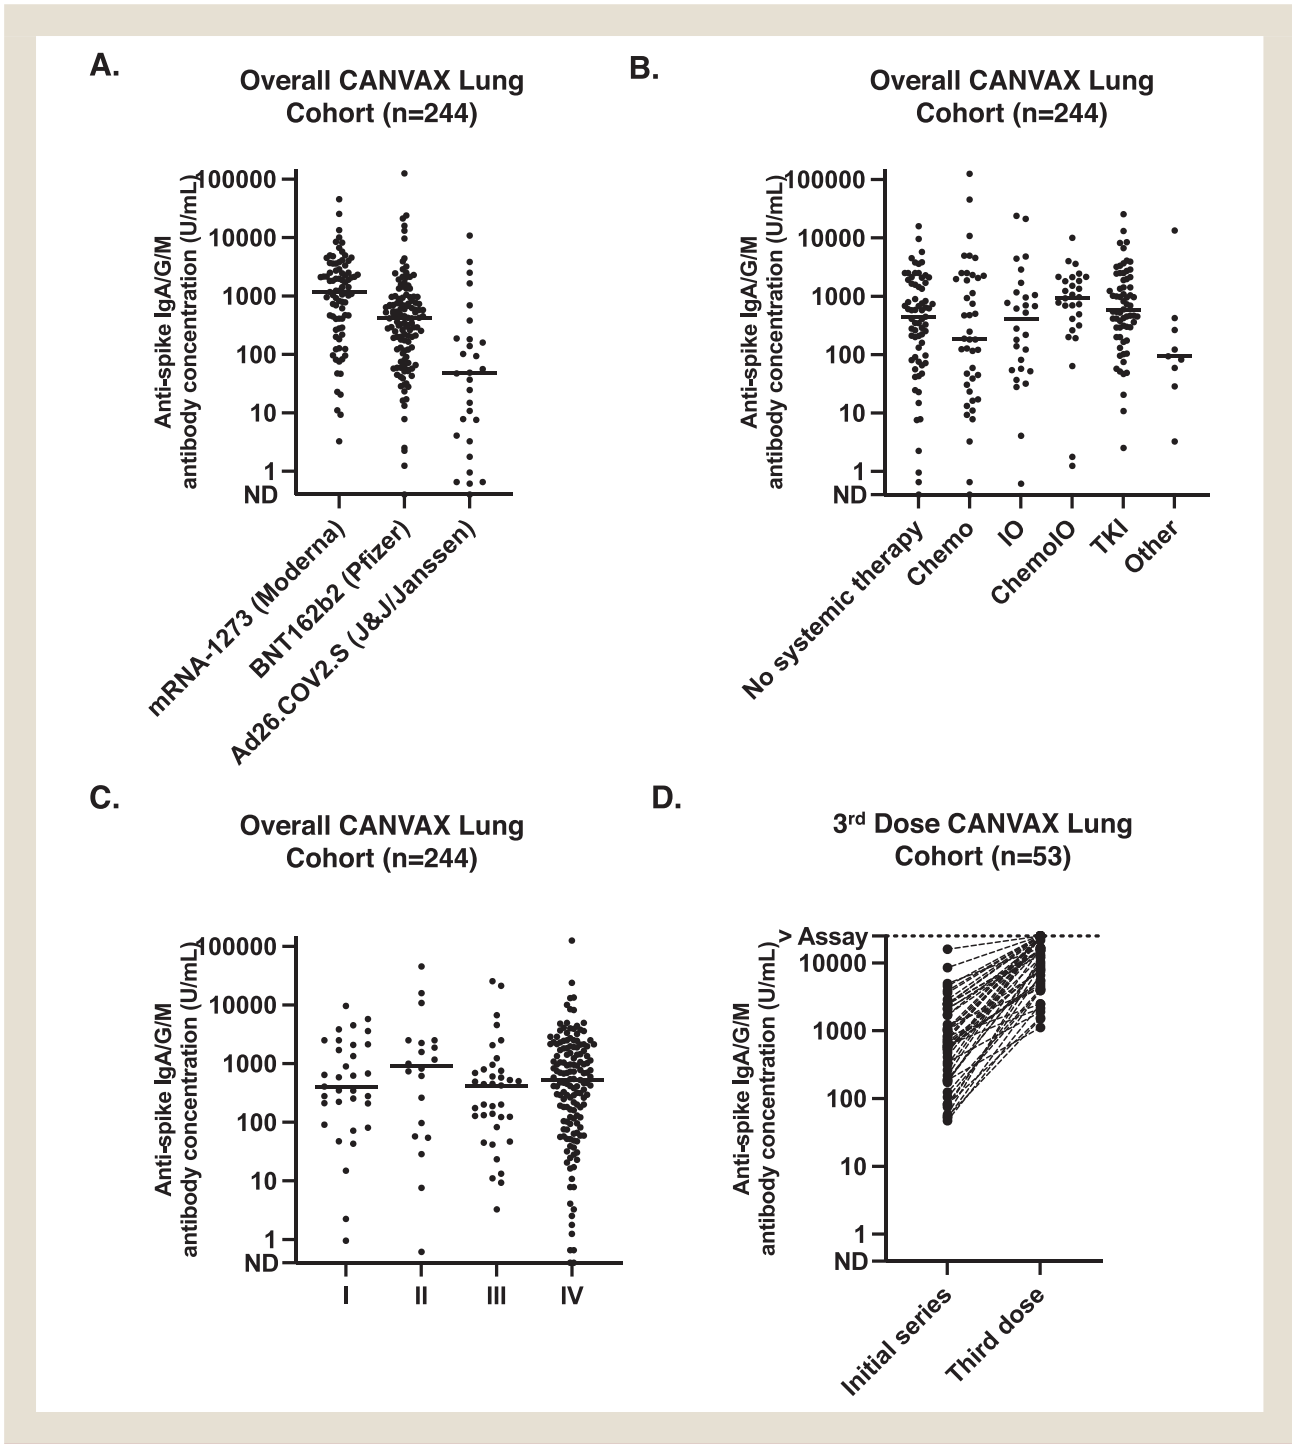 A.
Overall CANVAX Lung
Cohort (n=244)
Anti-spike IgA/G/M
antibody concentration (U/mL)
100000
10000
1000
100
10
1
ND
mRNA-1273 (Moderna)
BNT162b2 (Pfizer)
Ad26.COV2.S (J&J/Janssen)
B.
Overall CANVAX Lung
Cohort (n=244)
Anti-spike IgA/G/M
antibody concentration (U/mL)
100000
10000
1000
100
10
1
ND
No systemic therapy
Chemo
IO
ChemoIO
TKI
Other
C.
Overall CANVAX Lung
Cohort (n=244)
Anti-spike IgA/G/M
antibody concentration (U/mL)
100000
10000
1000
100
10
1
ND
I
II
III
IV
D.
3rd Dose CANVAX Lung
Cohort (n=53)
Anti-spike IgA/G/M
antibody concentration (U/mL)
> Assay
10000
1000
100
10
1
ND
Initial series
Third dose